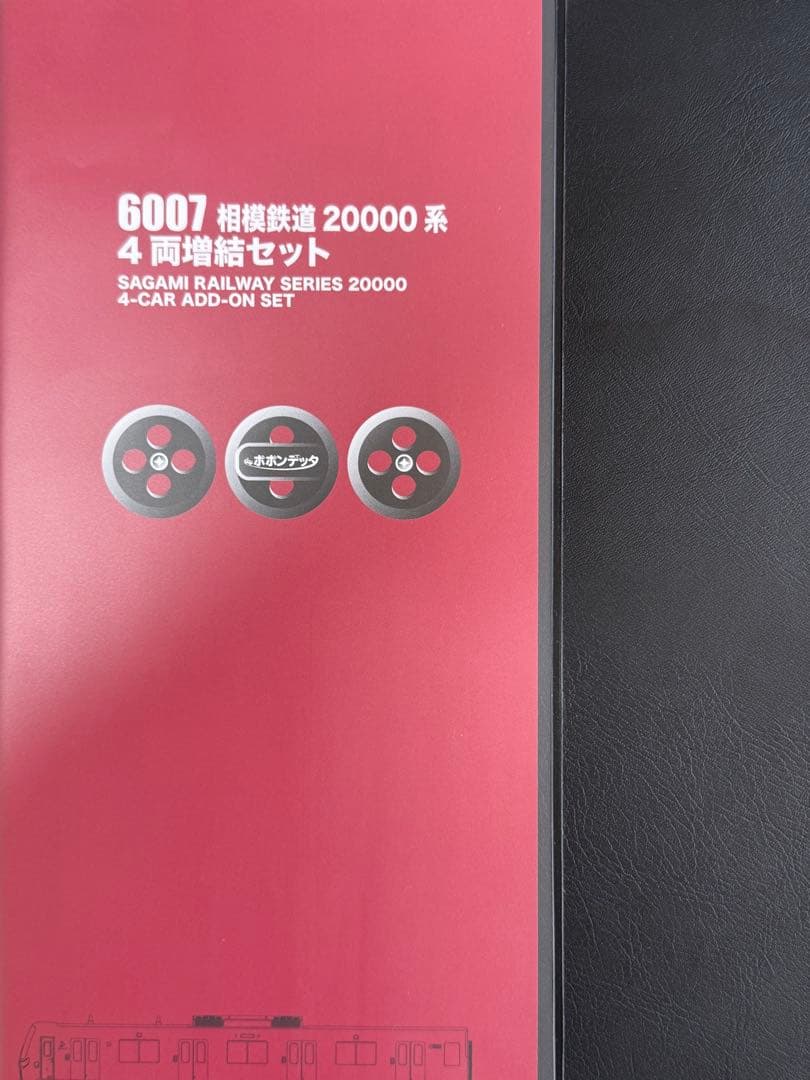 6007 相模鉄道 20000 系
4 両増結セット
SAGAMI RAILWAY SERIES 20000
4-CAR ADD-ON SET
ポポンデッタ